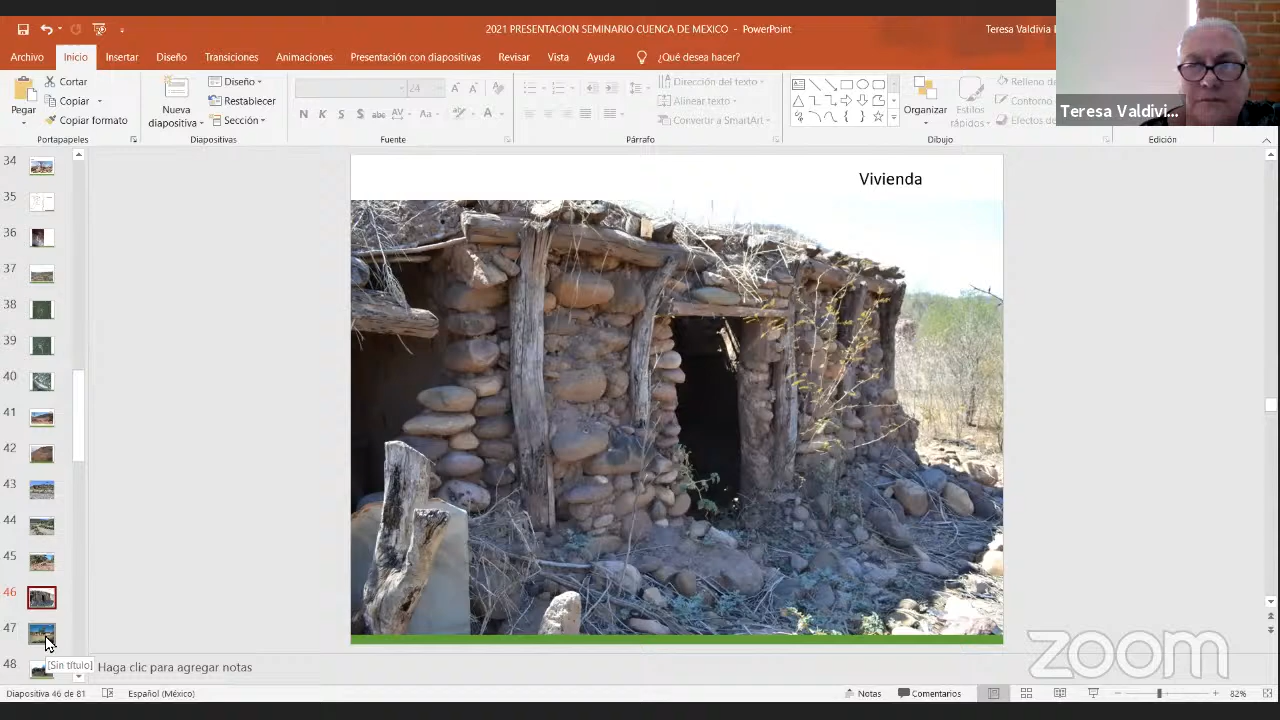 2021 PRESENTACION SEMINARIO CUENCA DE MEXICO - PowerPoint
Teresa Valdivia
Archivo Inicio Insertar Diseño Transiciones Animaciones Presentación con diapositivas Revisar Vista Ayuda ¿Qué desea hacer?
Pegar
Cortar
Copiar
Copiar formato
Portapapeles
Nueva
diapositiva
Diseño
Restablecer
Sección
Diapositivas
24
N K S abc AV Aa A
Fuente
Dirección del texto
Alinear texto
Convertir a SmartArt
Párrafo
Organizar
Estilos
rápidos
Relleno d
Contorno
Efectos d
Dibujo
Edición
Teresa Valdivi...
34
35
36
37
38
39
40
41
42
43
44
45
46
47
48
[Sin título]
Vivienda
Haga clic para agregar notas
zoom
Diapositiva 46 de 81 Español (México) Notas Comentarios 82%